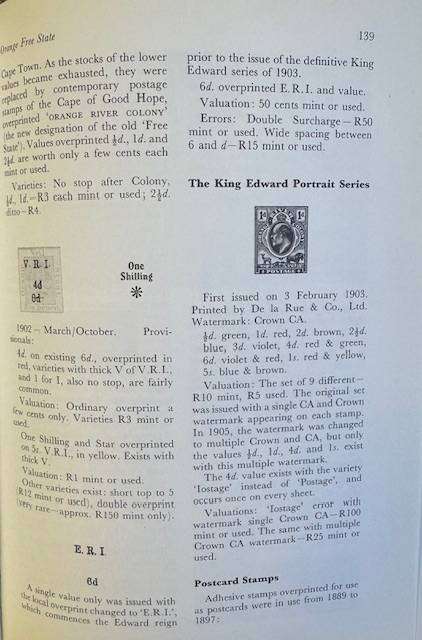 Orange Free State
139
Cape Town. As the stocks of the lower
values became exhausted, they were
replaced by contemporary postage
stamps of the Cape of Good Hope,
overprinted 'ORANGE RIVER COLONY'
(the new designation of the old 'Free
State'). Values overprinted ½d., 1d. and
2½d. are worth only a few cents each
mint or used.
Varieties: No stop after Colony,
½d, 1d.—R3 each mint or used; 2½d.
ditto—R4.
V. R I.
4d
6d.
One
Shilling
*
1902 – March/October. Provi-
sionals:
4d. on existing 6d., overprinted in
red, varieties with thick V of V.R.I.,
and 1 for I, also no stop, are fairly
common.
Valuation: Ordinary overprint a
few cents only. Varieties R3 mint or
used.
One Shilling and Star overprinted
on 5s. V.R.I., in yellow. Exists with
thick V.
Valuation: R1 mint or used.
Other varieties exist: short top to 5
(R12 mint or used), double overprint
(very rare—approx. R150 mint only).
E. R. I.
6d
A single value only was issued with
the local overprint changed to 'E.R.I.',
which commences the Edward reign
prior to the issue of the definitive King
Edward series of 1903.
6d. overprinted E.R.I. and value.
Valuation: 50 cents mint or used.
Errors: Double Surcharge—R50
mint or used. Wide spacing between
6 and d—R15 mint or used.
The King Edward Portrait Series
1d 1d
POSTAGE
First issued on 3 February 1903.
Printed by De la Rue & Co., Ltd.
Watermark: Crown CA.
½d. green, 1d. red, 2d. brown, 2½d.
blue, 3d. violet, 4d. red & green,
6d. violet & red, 1s. red & yellow,
5s. blue & brown.
Valuation: The set of 9 different—
R10 mint, R5 used. The original set
was issued with a single CA and Crown
watermark appearing on each stamp.
In 1905, the watermark was changed
to multiple Crown and CA, but only
the values ½d., 1d., 4d. and 1s. exist
with this multiple watermark.
The 4d. value exists with the variety
'Iostage' instead of 'Postage', and
occurs once on every sheet.
Valuations: 'Iostage' error with
watermark single Crown CA—R100
mint or used. The same with multiple
Crown CA watermark—R25 mint or
used.
Postcard Stamps
Adhesive stamps overprinted for use
as postcards were in use from 1889 to
1897: